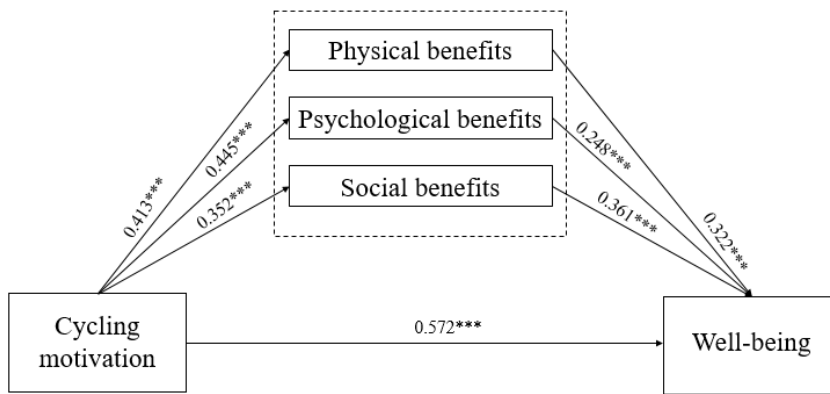 Physical benefits
Psychological benefits
Social benefits
0.413***
0.445***
0.352***
0.248***
0.361***
0.322***
Cycling
motivation
0.572***
Well-being